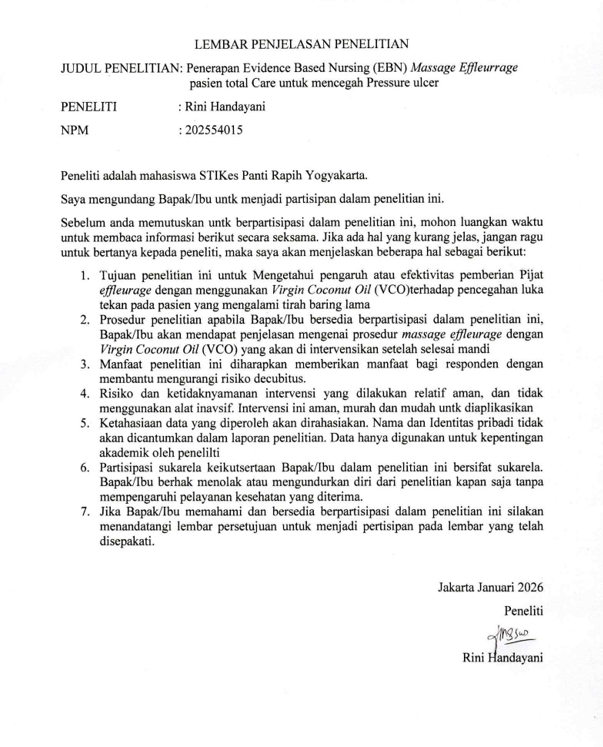 LEMBAR PENJELASAN PENELITIAN
JUDUL PENELITIAN: Penerapan Evidence Based Nursing (EBN) Massage Effleurrage
pasien total Care untuk mencegah Pressure ulcer
PENELITI : Rini Handayani
NPM : 202554015
Peneliti adalah mahasiswa STIKes Panti Rapih Yogyakarta.
Saya mengundang Bapak/Ibu untk menjadi partisipan dalam penelitian ini.
Sebelum anda memutuskan untk berpartisipasi dalam penelitian ini, mohon luangkan waktu
untuk membaca informasi berikut secara seksama. Jika ada hal yang kurang jelas, jangan ragu
untuk bertanya kepada peneliti, maka saya akan menjelaskan beberapa hal sebagai berikut:
1. Tujuan penelitian ini untuk Mengetahui pengaruh atau efektivitas pemberian Pijat
effleurage dengan menggunakan Virgin Coconut Oil (VCO)terhadap pencegahan luka
tekan pada pasien yang mengalami tirah baring lama
2. Prosedur penelitian apabila Bapak/Ibu bersedia berpartisipasi dalam penelitian ini,
Bapak/Ibu akan mendapat penjelasan mengenai prosedur massage effleurage dengan
Virgin Coconut Oil (VCO) yang akan di intervensikan setelah selesai mandi
3. Manfaat penelitian ini diharapkan memberikan manfaat bagi responden dengan
membantu mengurangi risiko decubitus.
4. Risiko dan ketidaknyamanan intervensi yang dilakukan relatif aman, dan tidak
menggunakan alat inavsif. Intervensi ini aman, murah dan mudah untk diaplikasikan
5. Ketahasiaan data yang diperoleh akan dirahasiakan. Nama dan Identitas pribadi tidak
akan dicantumkan dalam laporan penelitian. Data hanya digunakan untuk kepentingan
akademik oleh penelilti
6. Partisipasi sukarela keikutsertaan Bapak/Ibu dalam penelitian ini bersifat sukarela.
Bapak/Ibu berhak menolak atau mengundurkan diri dari penelitian kapan saja tanpa
mempengaruhi pelayanan kesehatan yang diterima.
7. Jika Bapak/Ibu memahami dan bersedia berpartisipasi dalam penelitian ini silakan
menandatangi lembar persetujuan untuk menjadi pertisipan pada lembar yang telah
disepakati.
Jakarta Januari 2026
Peneliti
Rini Handayani